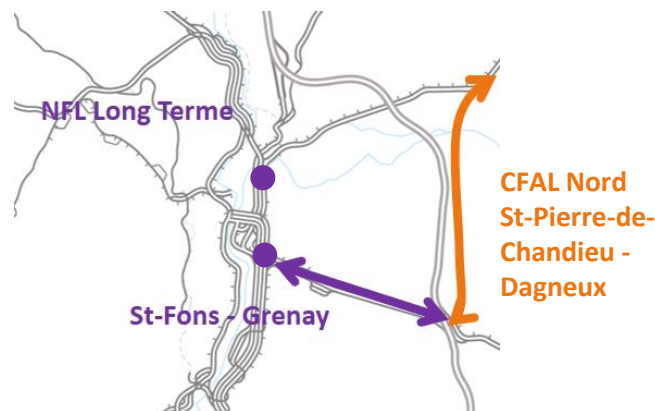 NFL Long Terme
CFAL Nord
St-Pierre-de-
Chandieu -
Dagneux
St-Fons - Grenay